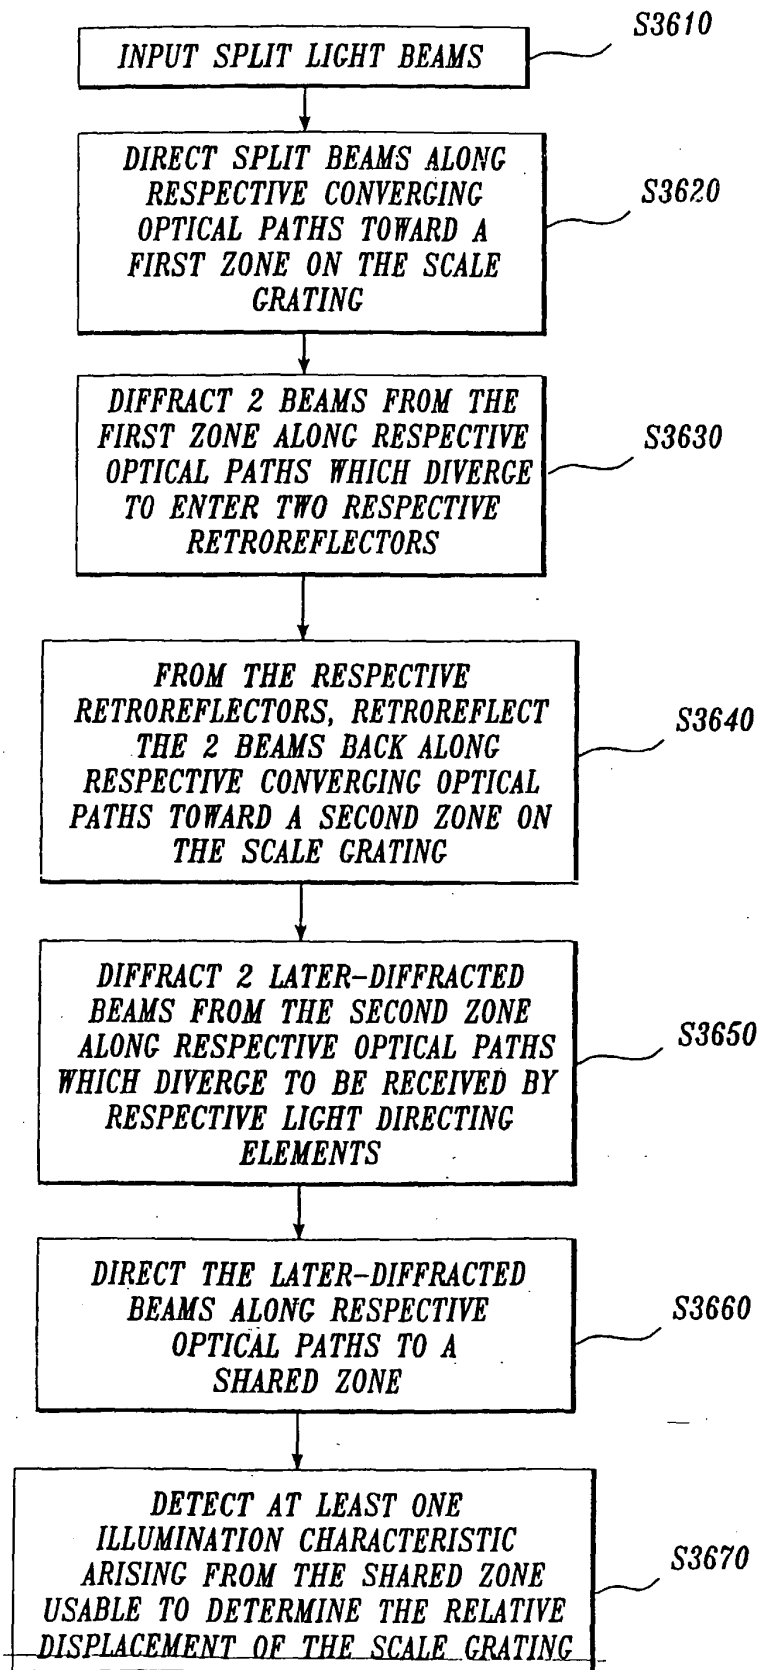 S3610
INPUT SPLIT LIGHT BEAMS
DIRECT SPLIT BEAMS ALONG
RESPECTIVE CONVERGING
OPTICAL PATHS TOWARD A
FIRST ZONE ON THE SCALE
GRATING
S3620
DIFFRACT 2 BEAMS FROM THE
FIRST ZONE ALONG RESPECTIVE
OPTICAL PATHS WHICH DIVERGE
TO ENTER TWO RESPECTIVE
RETROREFLECTORS
S3630
FROM THE RESPECTIVE
RETROREFLECTORS, RETROREFLECT
THE 2 BEAMS BACK ALONG
RESPECTIVE CONVERGING OPTICAL
PATHS TOWARD A SECOND ZONE ON
THE SCALE GRATING
S3640
DIFFRACT 2 LATER-DIFFRACTED
BEAMS FROM THE SECOND ZONE
ALONG RESPECTIVE OPTICAL PATHS
WHICH DIVERGE TO BE RECEIVED BY
RESPECTIVE LIGHT DIRECTING
ELEMENTS
S3650
DIRECT THE LATER-DIFFRACTED
BEAMS ALONG RESPECTIVE
OPTICAL PATHS TO A
SHARED ZONE
S3660
DETECT AT LEAST ONE
ILLUMINATION CHARACTERISTIC
ARISING FROM THE SHARED ZONE
USABLE TO DETERMINE THE RELATIVE
DISPLACEMENT OF THE SCALE GRATING
S3670